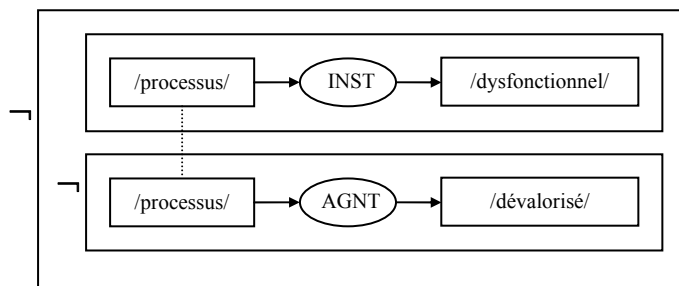 /processus/ INST /dysfonctionnel/
¬
¬
/processus/ AGNT /dévalorisé/